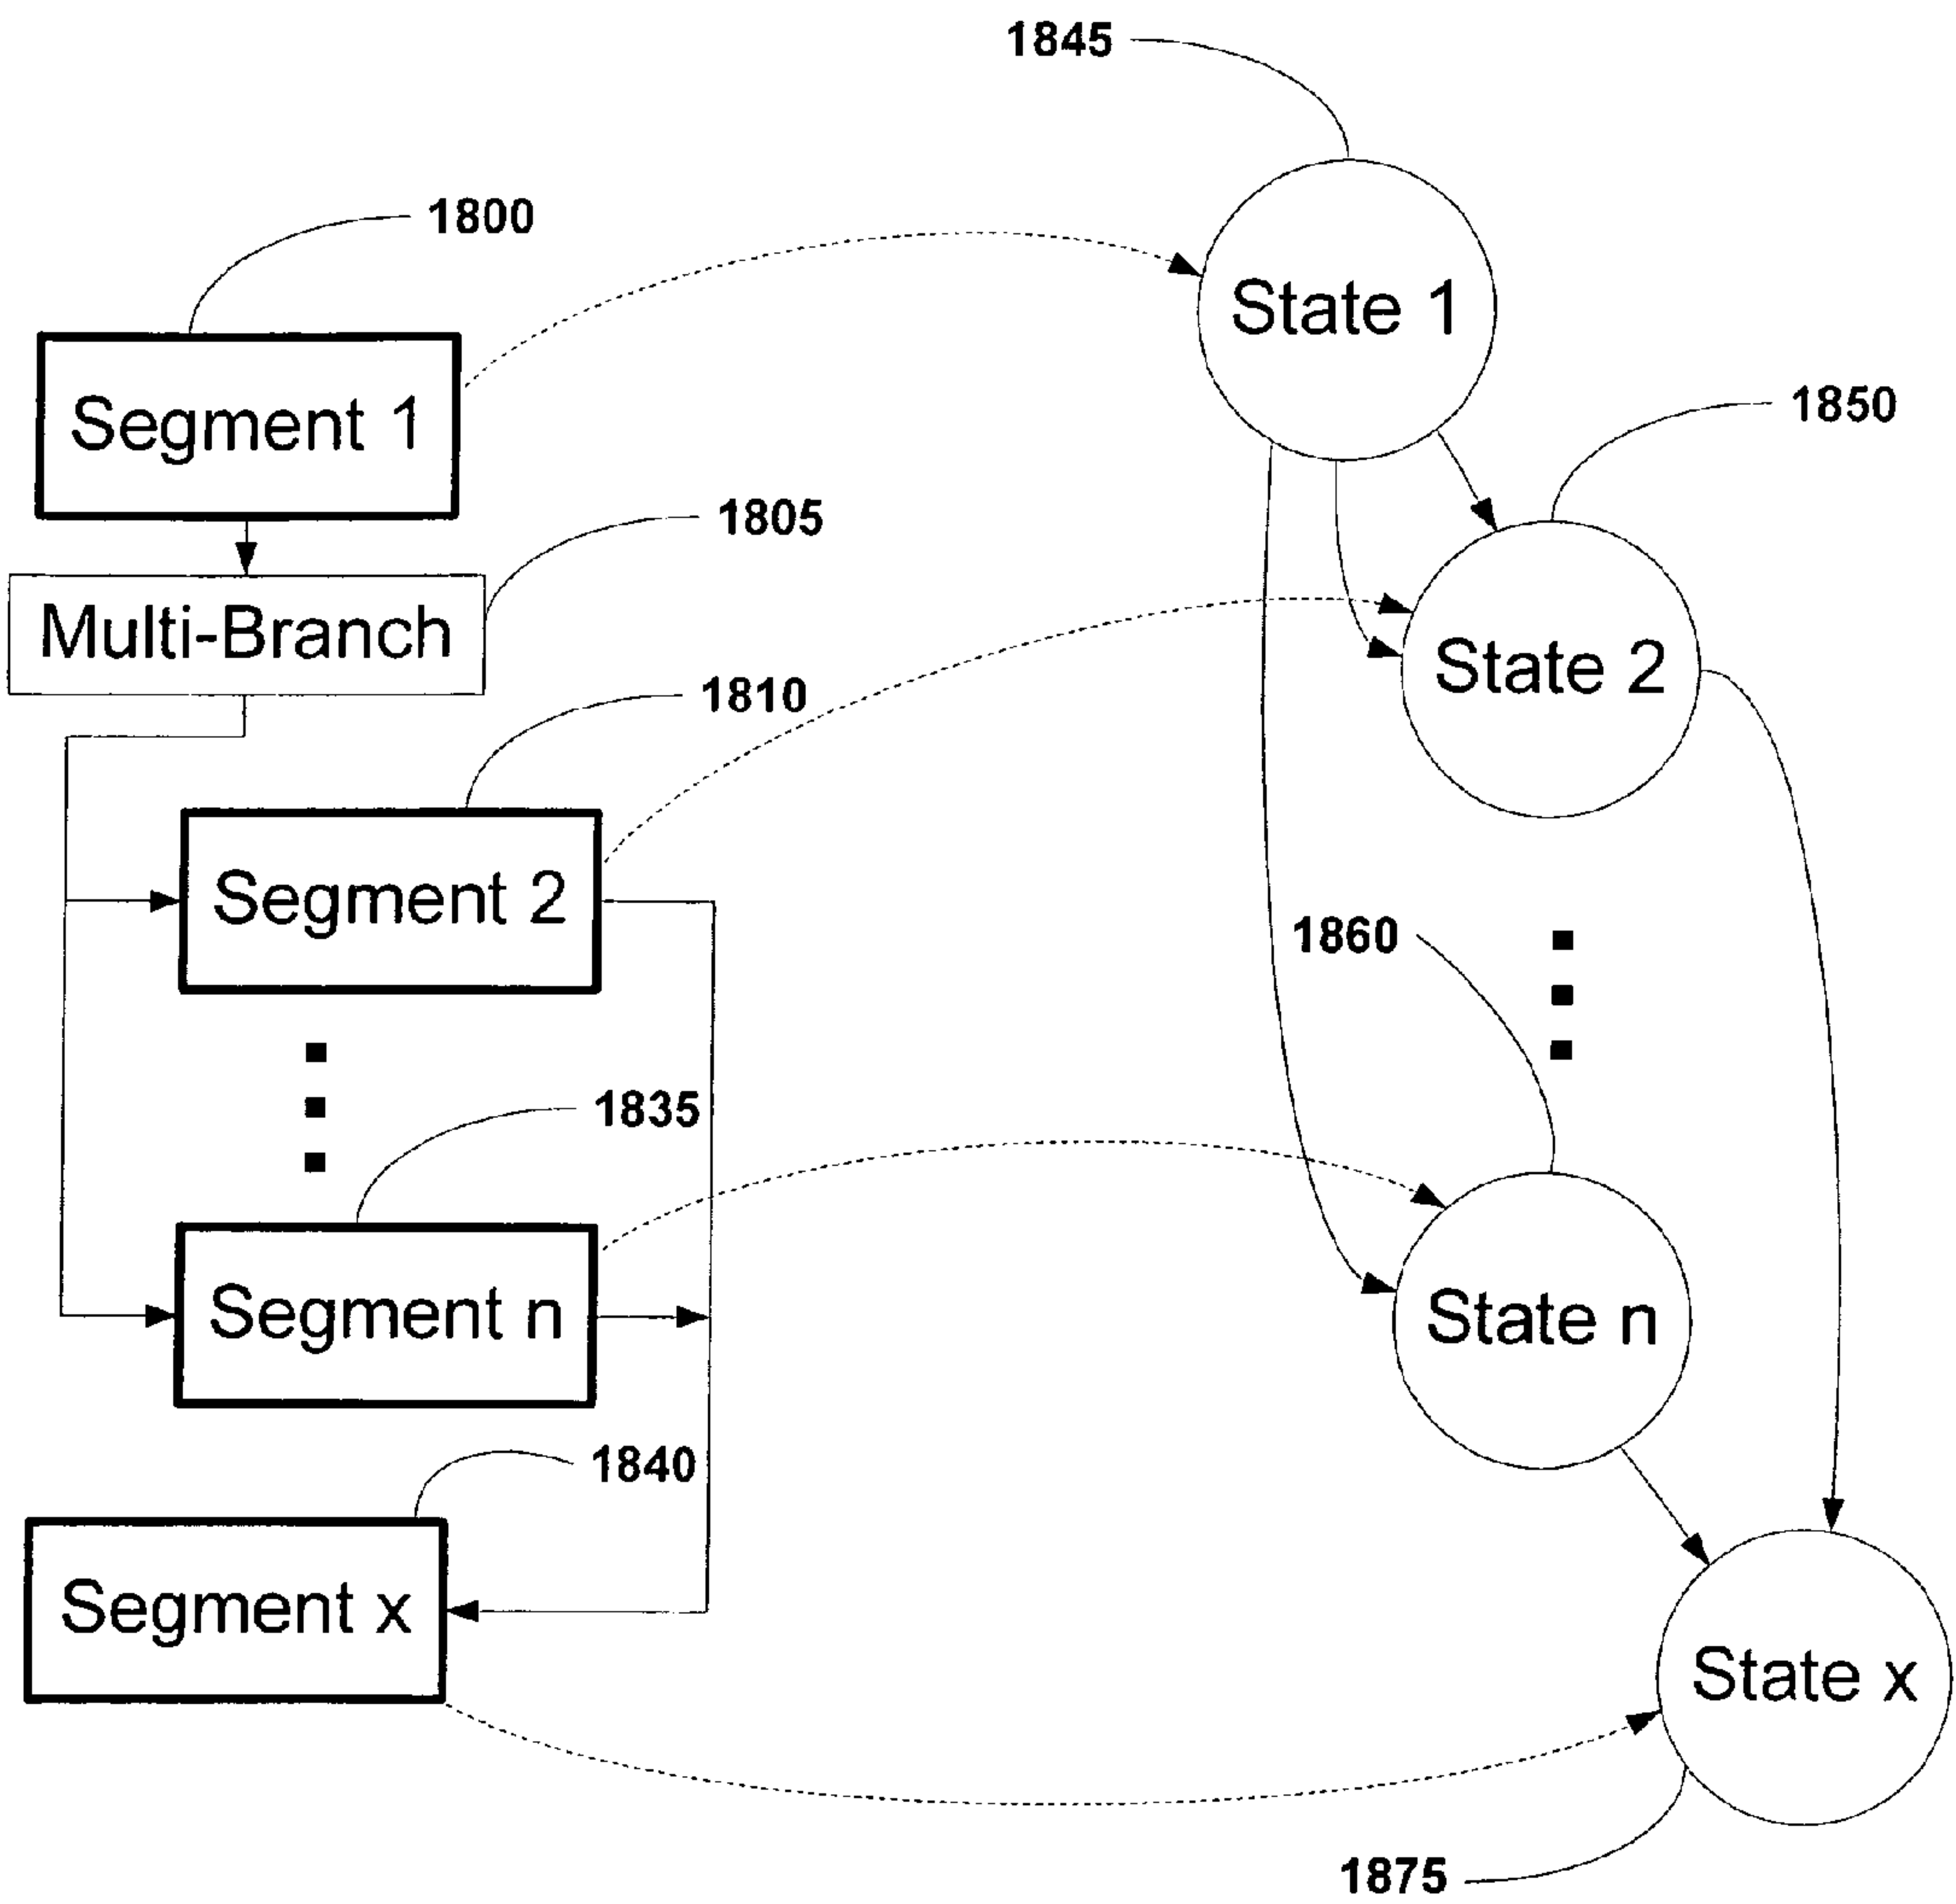 1845
1800
State 1
Segment 1
1850
1805
Multi-Branch
State 2
1810
Segment 2
1860
1835
Segment n
State n
1840
Segment x
State x
1875